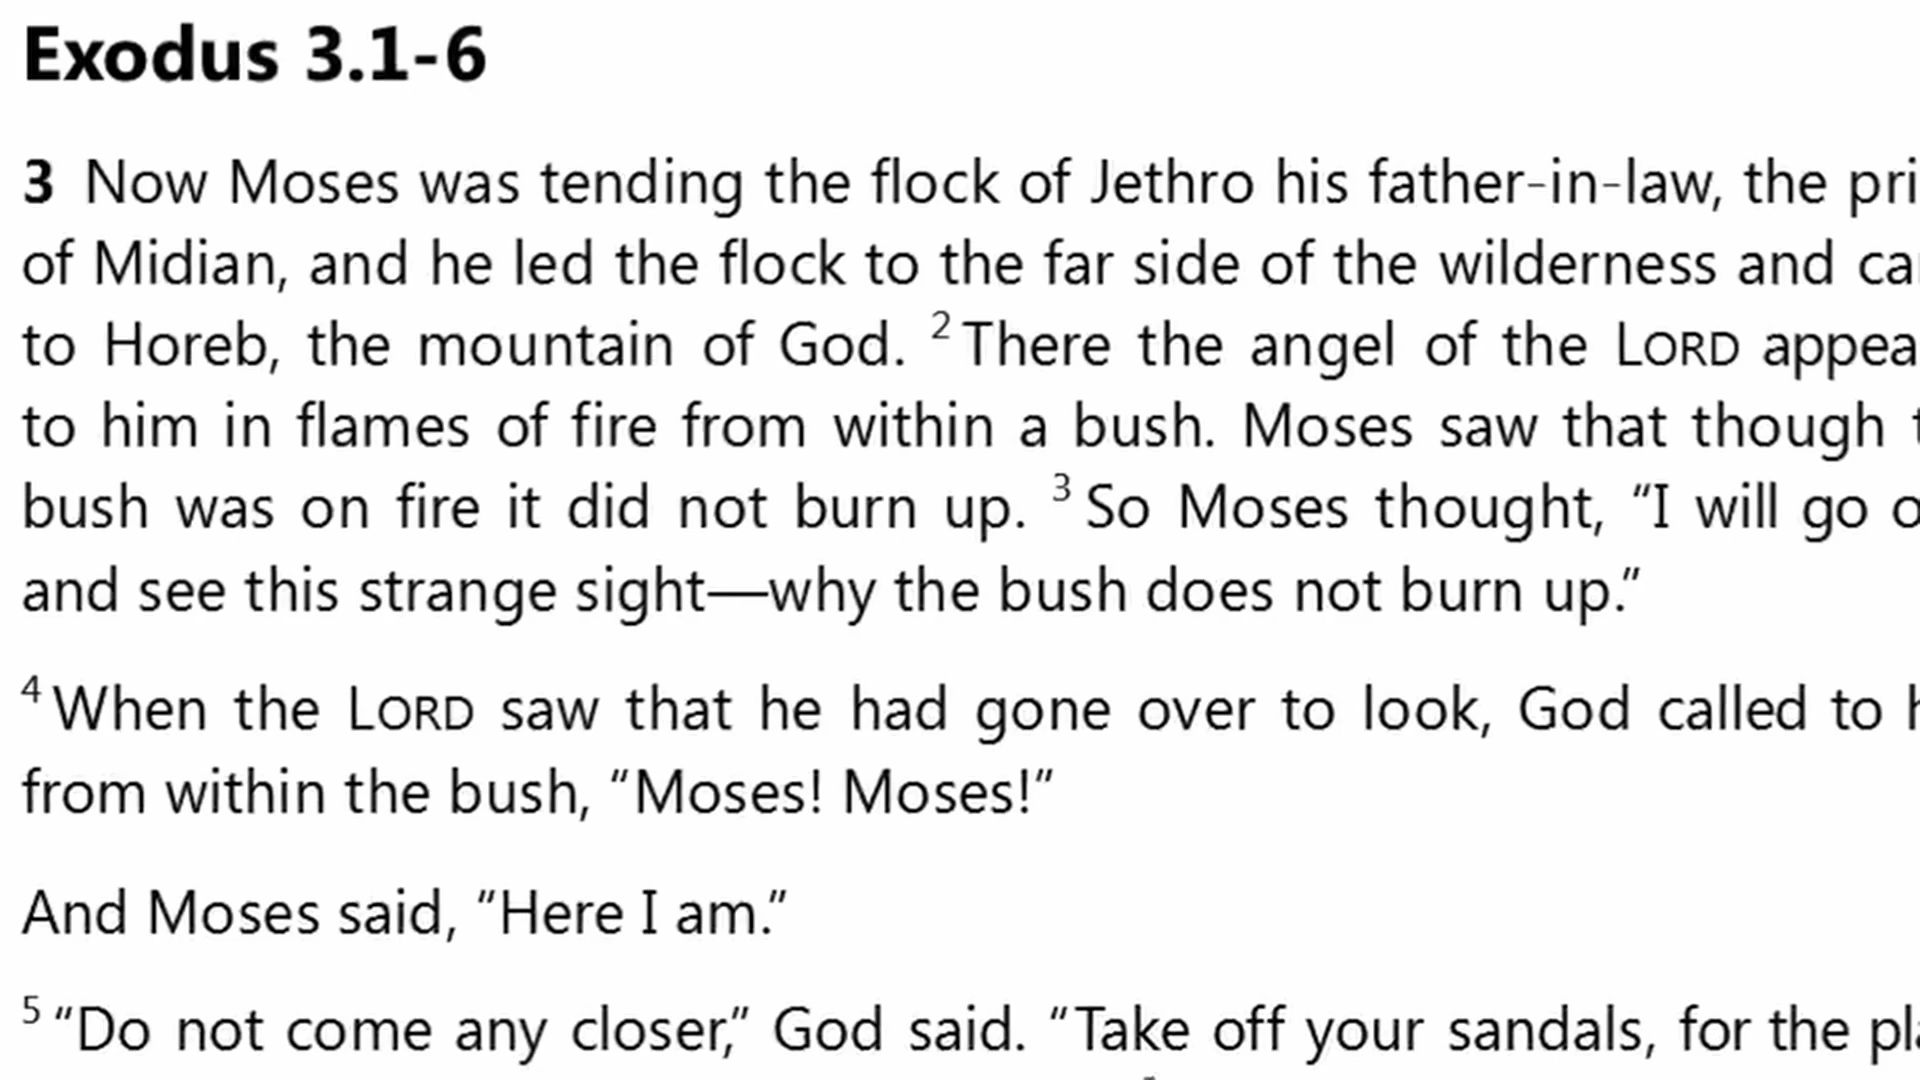 Exodus 3.1-6
3 Now Moses was tending the flock of Jethro his father-in-law, the
of Midian, and he led the flock to the far side of the wilderness and
to Horeb, the mountain of God. 2 There the angel of the LORD
to him in flames of fire from within a bush. Moses saw that though
bush was on fire it did not burn up. 3 So Moses thought, “I will go
and see this strange sight—why the bush does not burn up.”
4 When the LORD saw that he had gone over to look, God called to
from within the bush, “Moses! Moses!”
And Moses said, “Here I am.”
5 “Do not come any closer,” God said. “Take off your sandals, for the